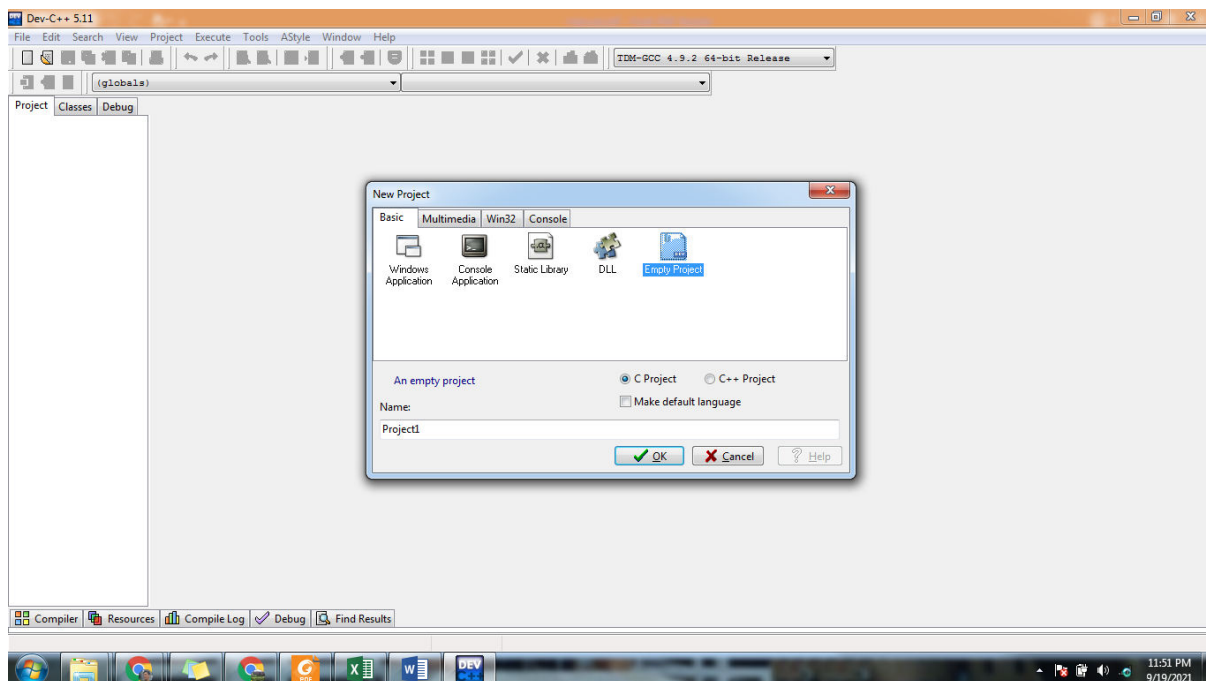 Dev-C++ 5.11
File Edit Search View Project Execute Tools AStyle Window Help
TDM-GCC 4.9.2 64-bit Release
(globals)
Project Classes Debug
New Project
Basic Multimedia Win32 Console
Windows Application
Console Application
Static Library
DLL
Empty Project
An empty project
C Project C++ Project
Name:
Make default language
Project1
OK Cancel Help
Compiler Resources Compile Log Debug Find Results
DEV
C++
PDF
11:51 PM
9/19/2021